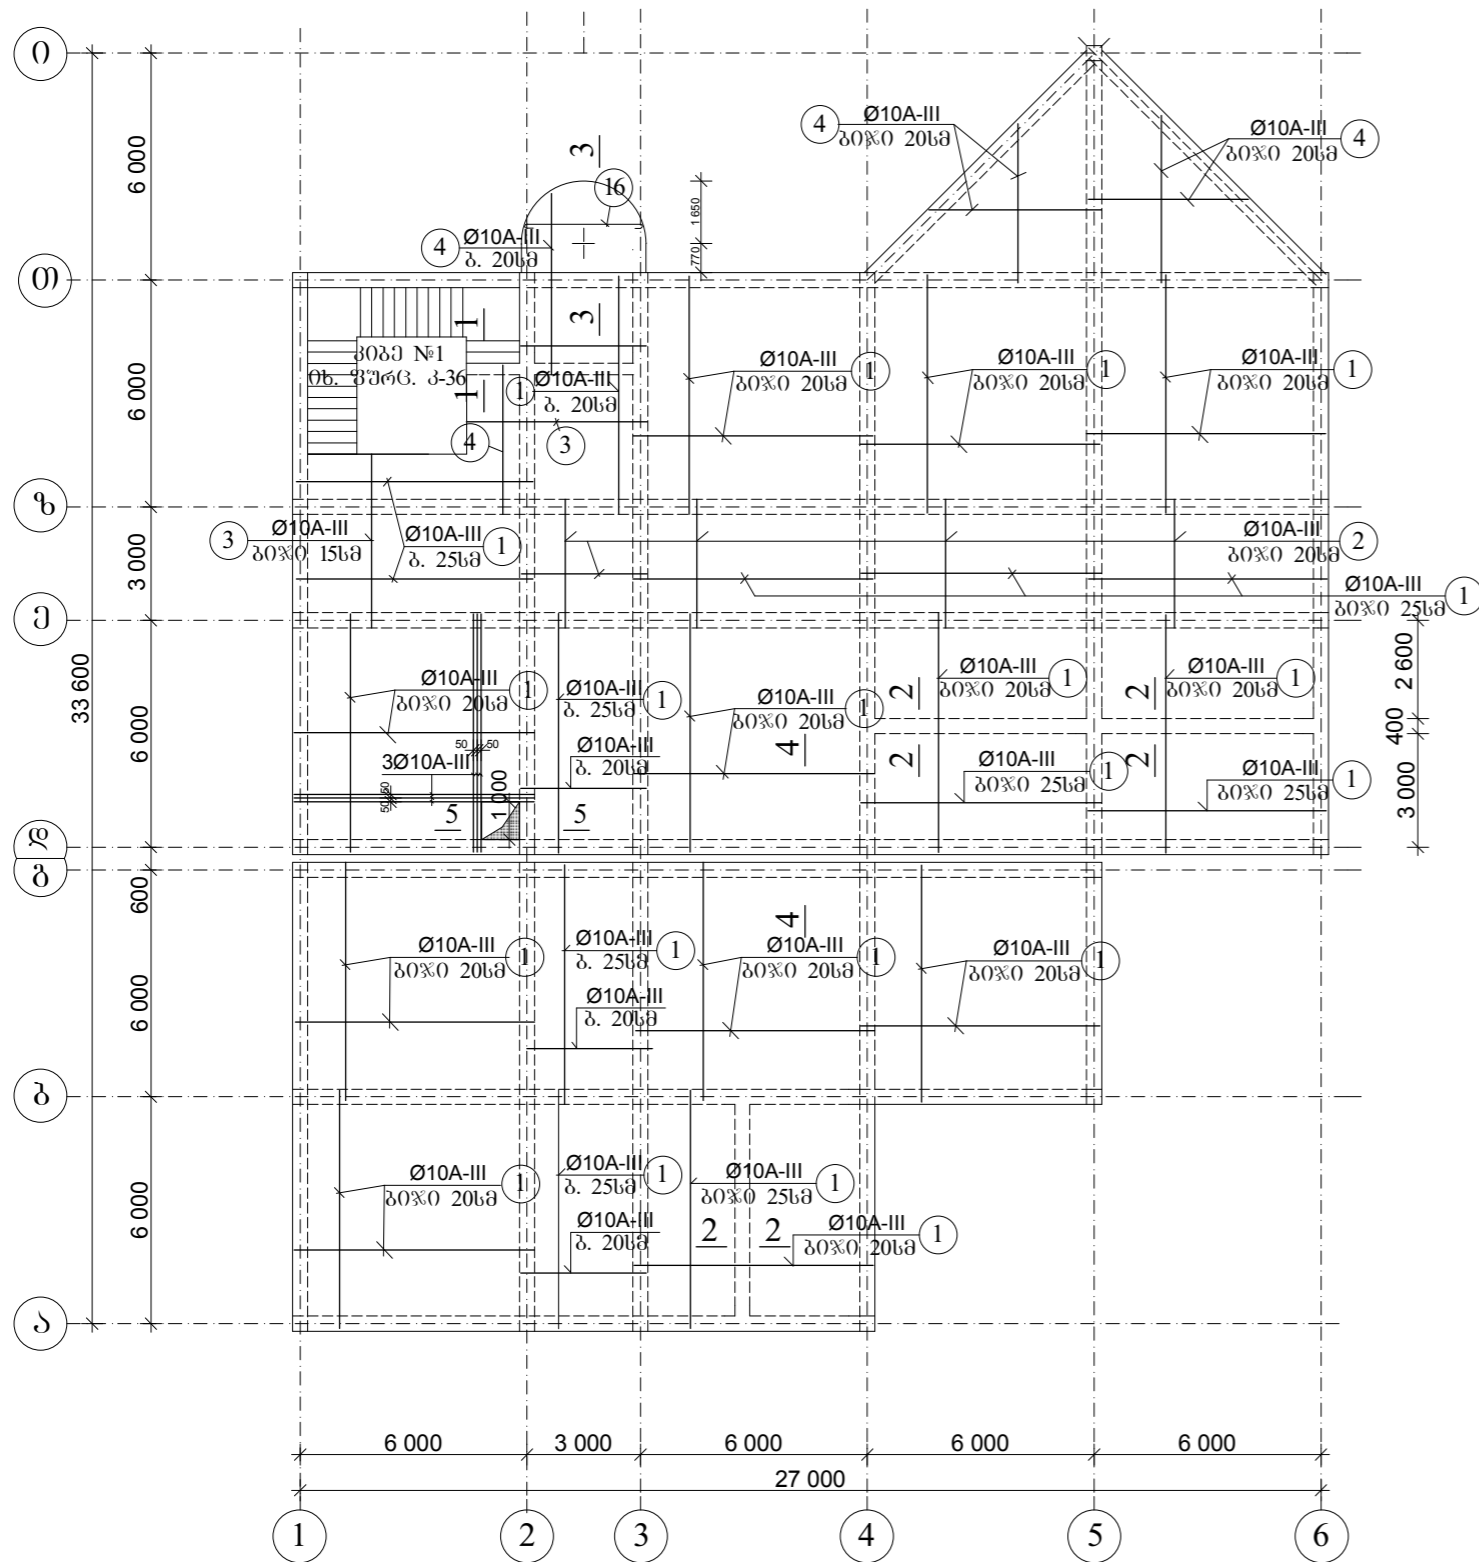 ი
6 000
3
16
4 Ø10A-III
ბ. 20სმ
1 650
770
4 Ø10A-III
ბიჯი 20სმ
Ø10A-III 4
ბიჯი 20სმ
თ
6 000
1
3
კიბე №1
იხ. ფურც. კ-36
1
1 Ø10A-III
ბ. 20სმ
4
3
Ø10A-III 1
ბიჯი 20სმ
Ø10A-III 1
ბიჯი 20სმ
Ø10A-III 1
ბიჯი 20სმ
ზ
3 000
3 Ø10A-III
ბიჯი 15სმ
Ø10A-III 1
ბ. 25სმ
Ø10A-III 2
ბიჯი 20სმ
Ø10A-III 1
ბიჯი 25სმ
ე
33 600
6 000
Ø10A-III 1
ბიჯი 20სმ
Ø10A-III 1
ბ. 25სმ
Ø10A-III 1
ბიჯი 20სმ
2
Ø10A-III 1
ბიჯი 20სმ
2
Ø10A-III 1
ბიჯი 20სმ
2 600
400
3 000
50 50
3Ø10A-III
50 50
1 000
5
5
Ø10A-III
ბ. 20სმ
4
2
Ø10A-III 1
ბიჯი 25სმ
2
Ø10A-III 1
ბიჯი 25სმ
დ
გ
600
6 000
Ø10A-III 1
ბიჯი 20სმ
Ø10A-III 1
ბ. 25სმ
Ø10A-III
ბ. 20სმ
4
Ø10A-III 1
ბიჯი 20სმ
Ø10A-III 1
ბიჯი 20სმ
ბ
6 000
Ø10A-III 1
ბიჯი 20სმ
Ø10A-III 1
ბ. 25სმ
Ø10A-III
ბ. 20სმ
Ø10A-III 1
ბიჯი 25სმ
2 2
Ø10A-III 1
ბიჯი 20სმ
ა
6 000 3 000 6 000 6 000 6 000
27 000
1 2 3 4 5 6